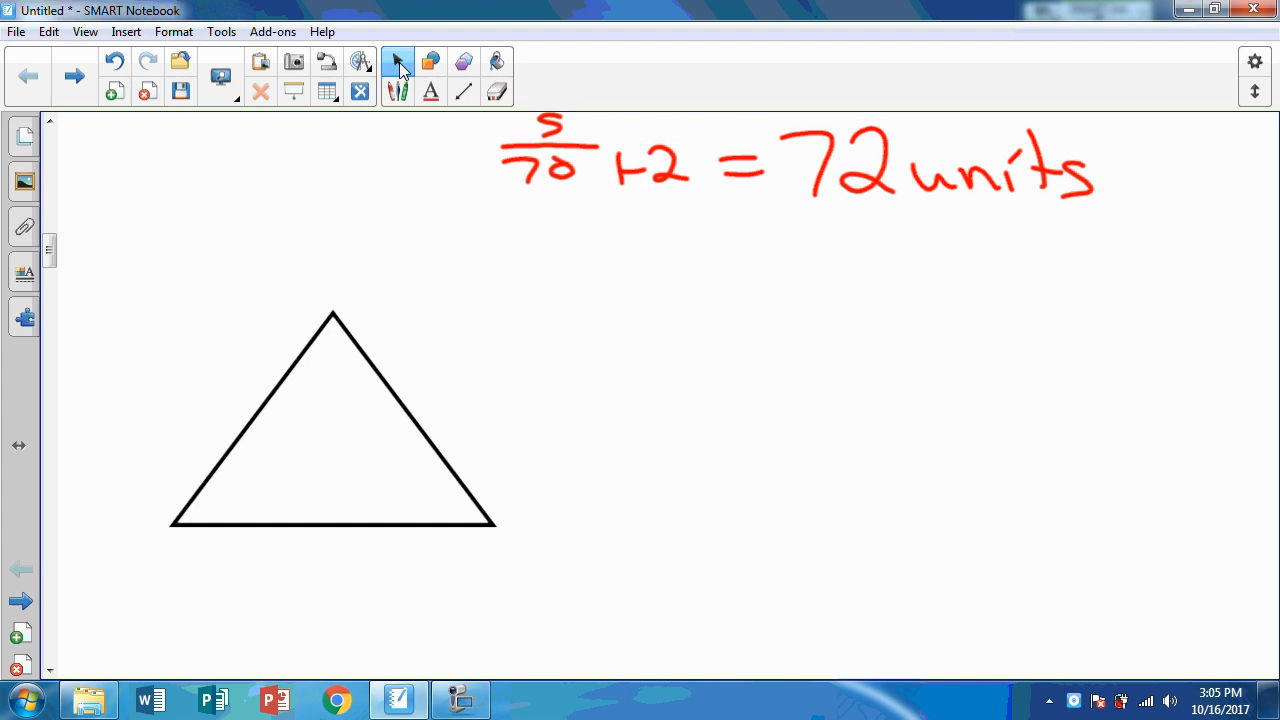 Untitled * - SMART Notebook
File Edit View Insert Format Tools Add-ons Help
5
70 +2 = 72 units
3:05 PM
10/16/2017